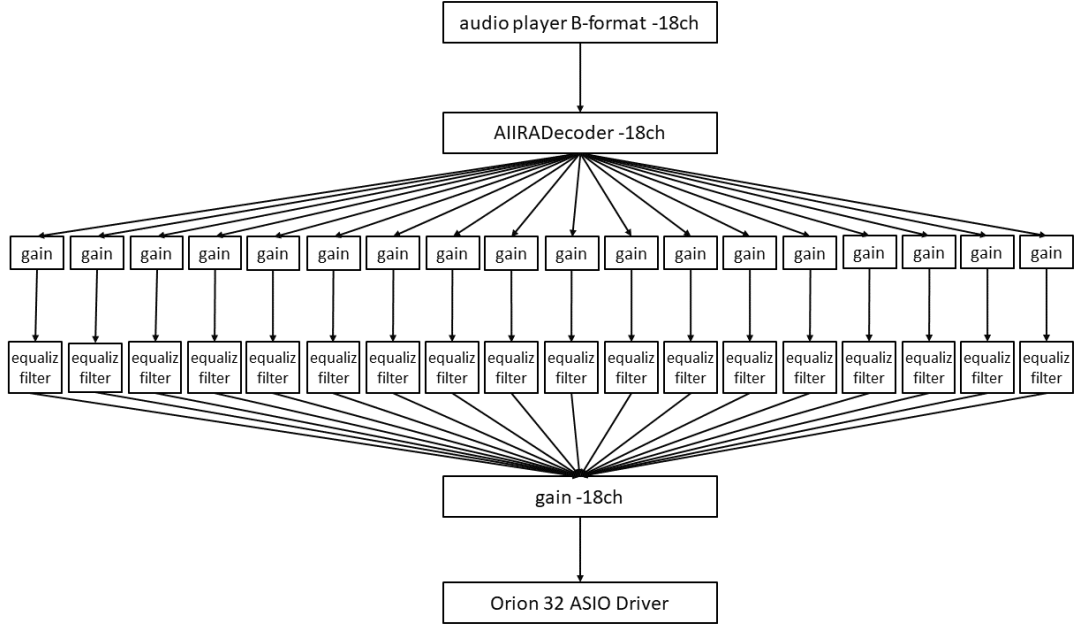 audio player B-format -18ch
AIIRADecoder -18ch
gain gain gain gain gain gain gain gain gain gain gain gain gain gain gain gain gain gain
equaliz equaliz equaliz equaliz equaliz equaliz equaliz equaliz equaliz equaliz equaliz equaliz equaliz equaliz equaliz equaliz equaliz equaliz
filter filter filter filter filter filter filter filter filter filter filter filter filter filter filter filter filter filter
gain -18ch
Orion 32 ASIO Driver